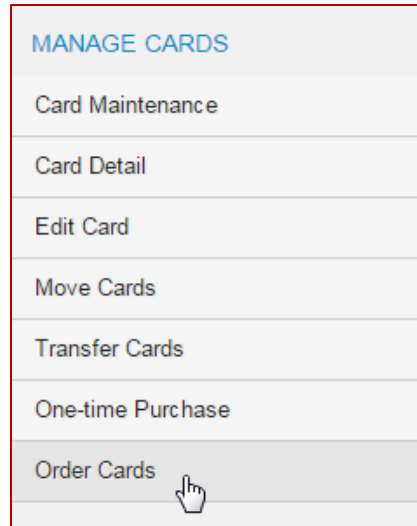 MANAGE CARDS
Card Maintenance
Card Detail
Edit Card
Move Cards
Transfer Cards
One-time Purchase
Order Cards